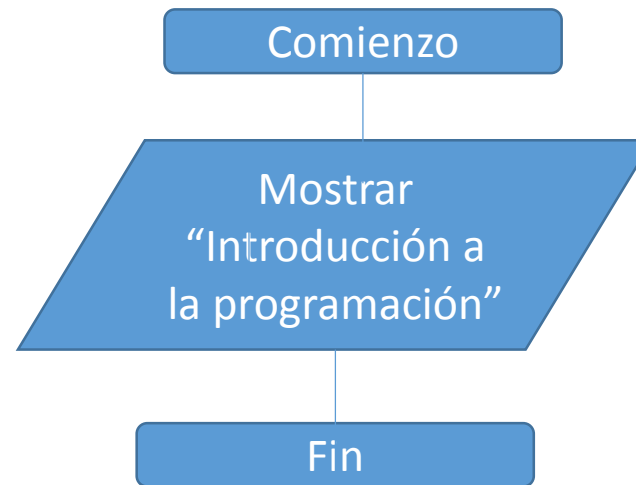 Comienzo
Mostrar
“Introducción a
la programación”
Fin